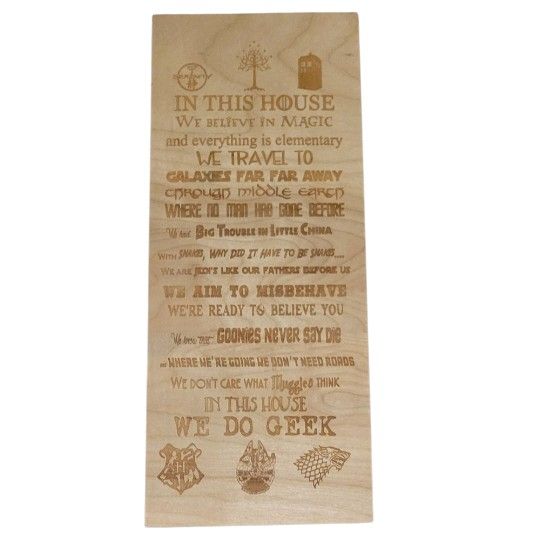 SERENITY
IN THIS HOUSE
WE BELIEVE IN MAGIC
and everything is elementary
WE TRAVEL TO
GALAXIES FAR FAR AWAY
THROUGH MIDDLE EARTH
WHERE NO MAN HAS GONE BEFORE
We have BIG TROUBLE IN LITTLE CHINA
WITH SNAKES, WHY DID IT HAVE TO BE SNAKES....
WE ARE JEDI'S LIKE OUR FATHERS BEFORE US
WE AIM TO MISBEHAVE
WE'RE READY TO BELIEVE YOU
We know that GOONIES NEVER SAY DIE
and WHERE WE'RE GOING WE DON'T NEED ROADS
WE DON'T CARE WHAT Muggles THINK
IN THIS HOUSE
WE DO GEEK